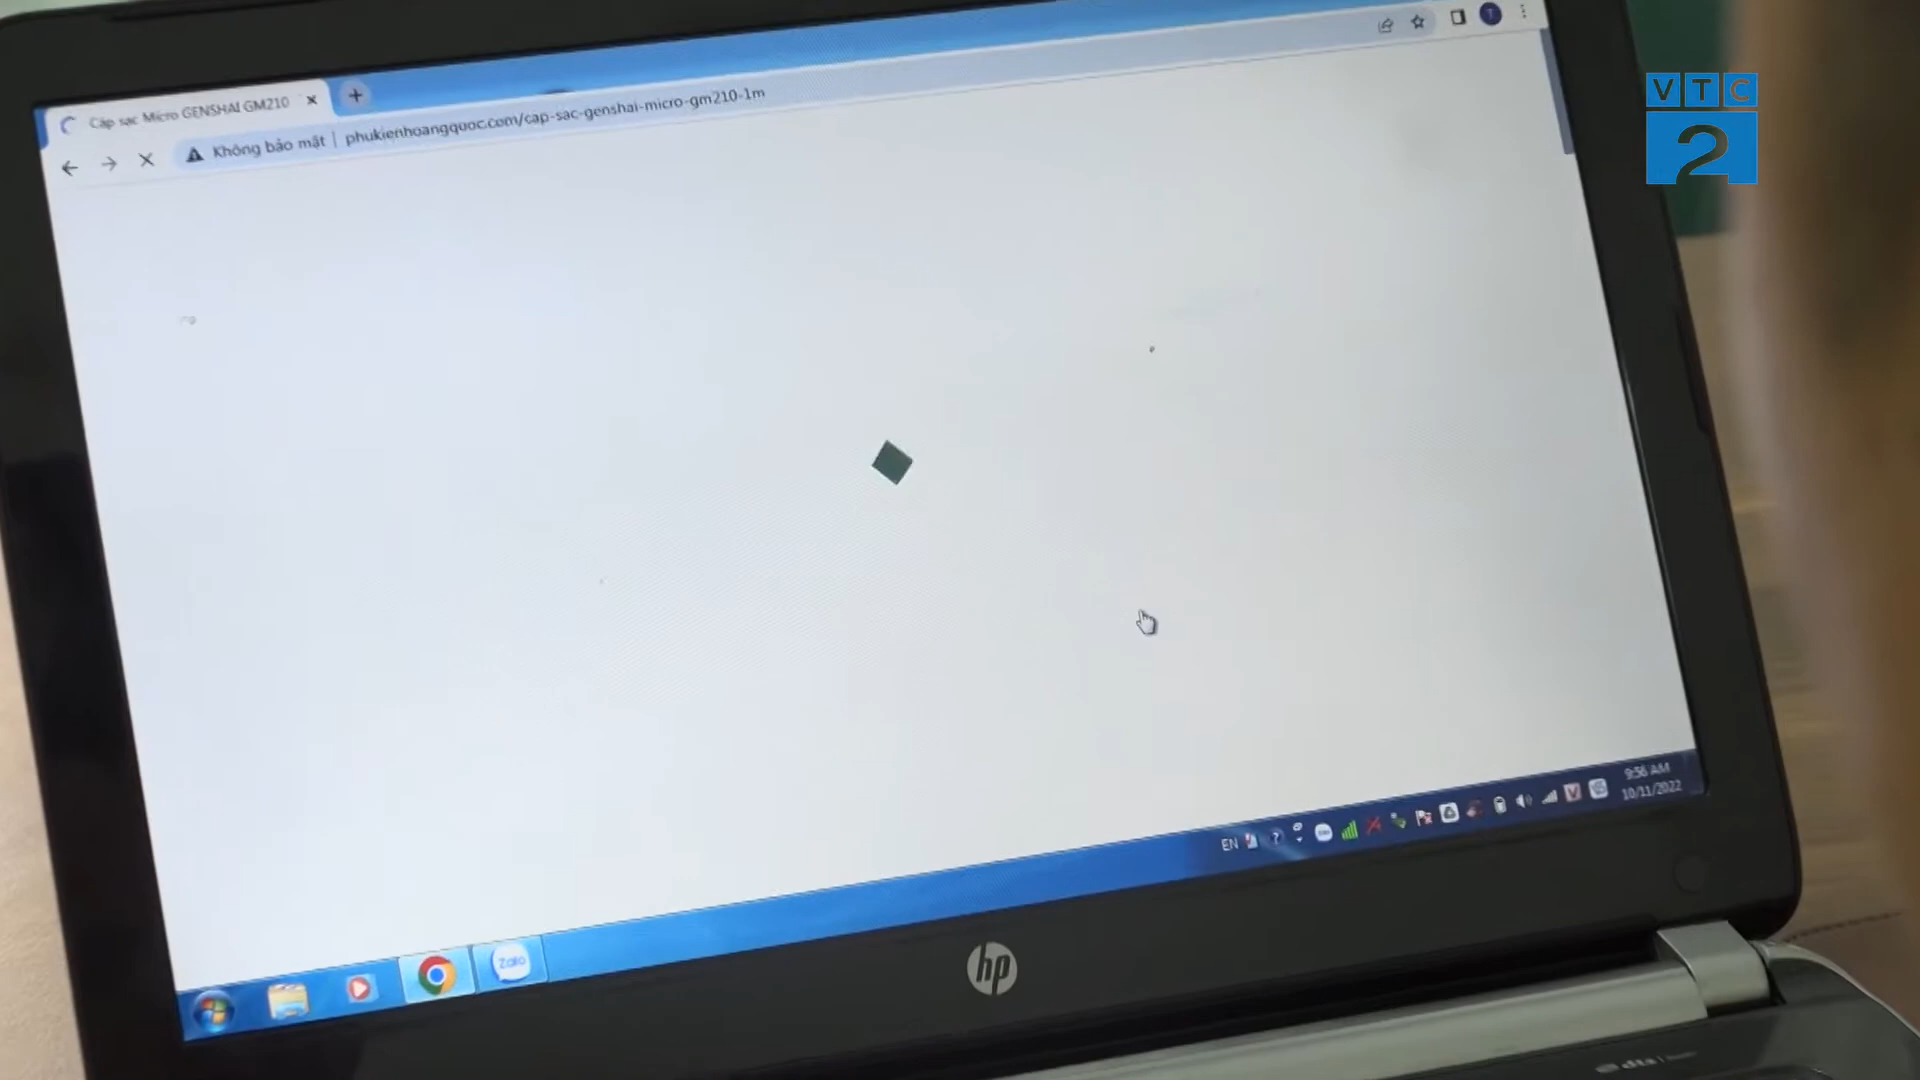 Cáp sạc Micro GENSHAI GM210
Không bảo mật | phukienhoangquoc.com/cap-sac-genshai-micro-gm210-1m
VTC
2
EN
9:56 AM
10/11/2022
Zalo
hp